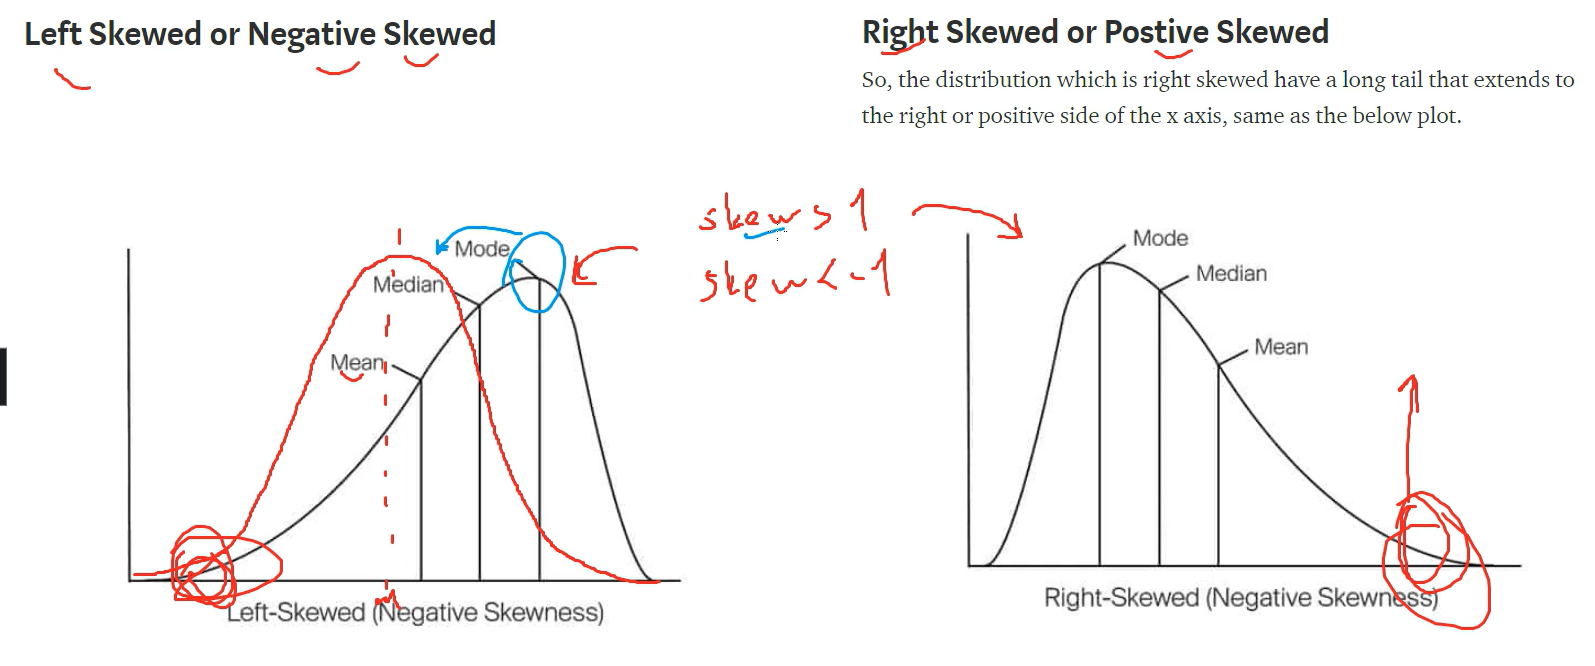 Left Skewed or Negative Skewed
Right Skewed or Postive Skewed
So, the distribution which is right skewed have a long tail that extends to
the right or positive side of the x axis, same as the below plot.
skew > 1
skew < -1
Mode
Median
Mean
Left-Skewed (Negative Skewness)
Mode
Median
Mean
Right-Skewed (Negative Skewness)